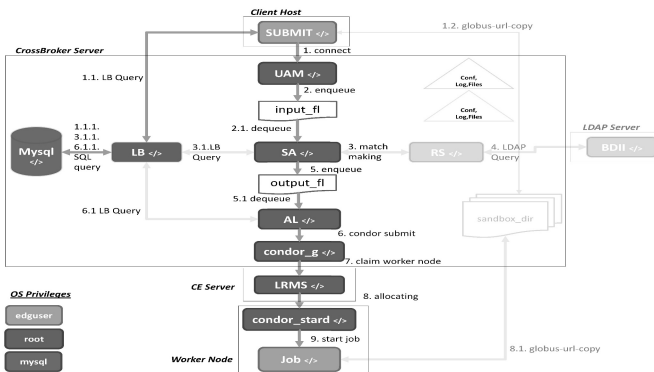 Client Host
SUBMIT </>
1.2. globus-url-copy
CrossBroker Server
1. connect
1.1. LB Query
UAM </>
2. enqueue
Conf,
Log,Files
input_fl
Conf,
Log,Files
1.1.1.
3.1.1.
6.1.1.
SQL
query
2.1. dequeue
LDAP Server
Mysql
</>
LB </>
3.1.LB
Query
SA </>
3. match
making
RS </>
4. LDAP
Query
BDII </>
5. enqueue
output_fl
5.1 dequeue
6.1 LB Query
AL </>
sandbox_dir
6. condor submit
condor_g </>
7. claim worker node
CE Server
LRMS </>
8. allocating
OS Privileges
edguser
root
mysql
condor_stard </>
9. start job
Worker Node
Job </>
8.1. globus-url-copy